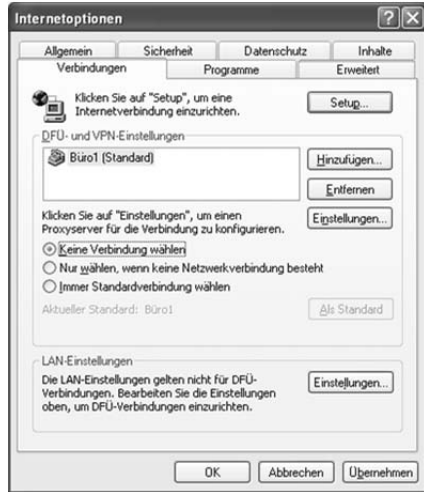 Internetoptionen
Allgemein Sicherheit Datenschutz Inhalte
Verbindungen Programme Erweitert
Klicken Sie auf "Setup", um eine
Internetverbindung einzurichten.
Setup...
DFÜ- und VPN-Einstellungen
Büro1 (Standard)
Hinzufügen...
Entfernen
Klicken Sie auf "Einstellungen", um einen
Proxyserver für die Verbindung zu konfigurieren.
Einstellungen...
Keine Verbindung wählen
Nur wählen, wenn keine Netzwerkverbindung besteht
Immer Standardverbindung wählen
Aktueller Standard: Büro1
Als Standard
LAN-Einstellungen
Die LAN-Einstellungen gelten nicht für DFÜ-
Verbindungen. Bearbeiten Sie die Einstellungen
oben, um DFÜ-Verbindungen einzurichten.
Einstellungen...
OK Abbrechen Übernehmen